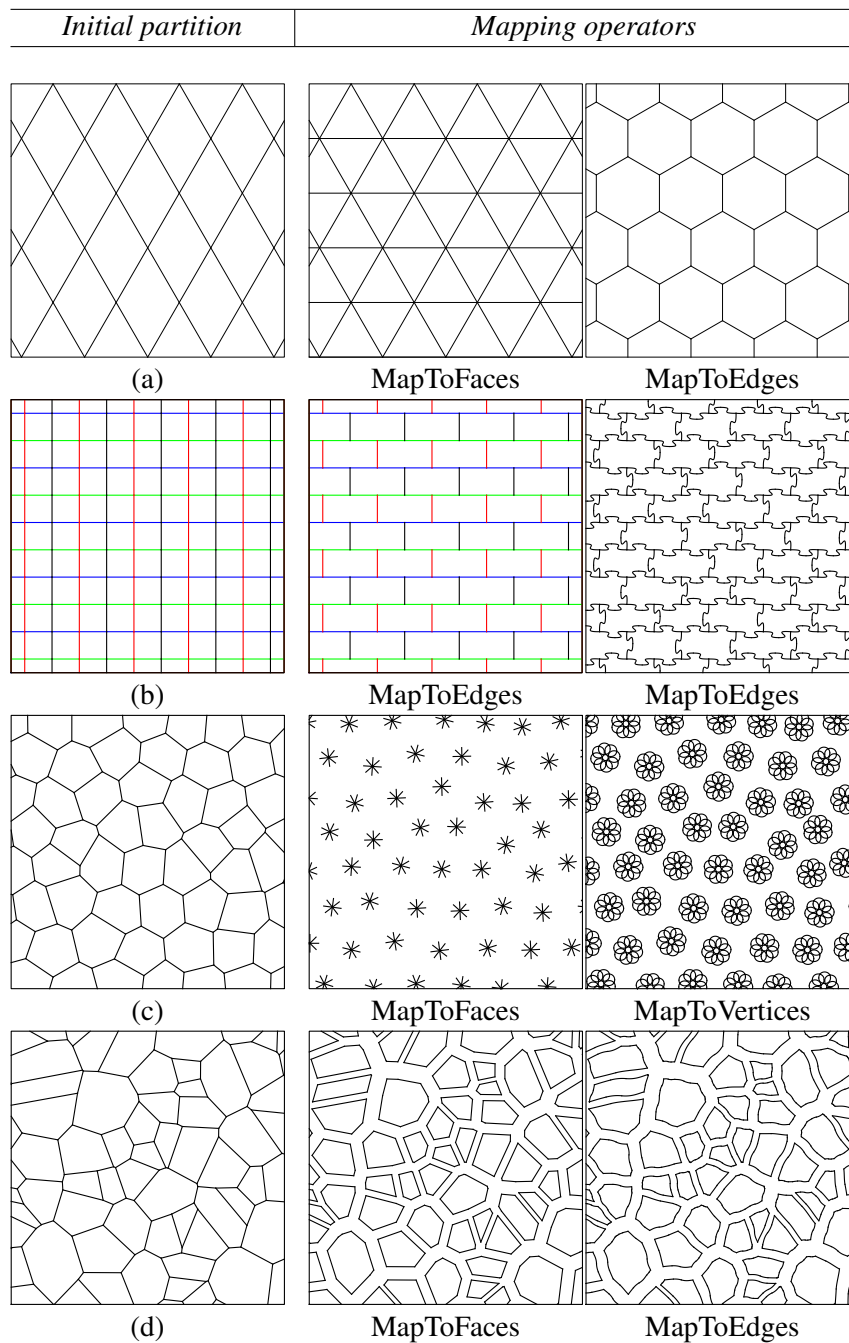 Initial partition Mapping operators
(a) MapToFaces MapToEdges
(b) MapToEdges MapToEdges
(c) MapToFaces MapToVertices
(d) MapToFaces MapToEdges